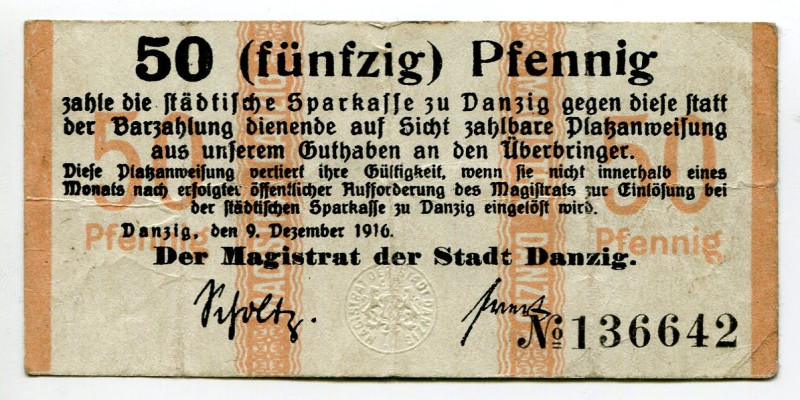 50 (fünfzig) Pfennig
zahle die ſtädtiſche Sparkaſſe zu Danzig gegen dieſe ſtatt
der Barzahlung dienende auf Sicht zahlbare Platzanweiſung
aus unſerem Guthaben an den Überbringer.
Dieſe Platzanweiſung verliert ihre Gültigkeit, wenn ſie nicht innerhalb eines
Monats nach erfolgter öffentlicher Aufforderung des Magiſtrats zur Einlöſung bei
der ſtädtiſchen Sparkaſſe zu Danzig eingelöſt wird.
Danzig, den 9. Dezember 1916.
Der Magistrat der Stadt Danzig.
Scholtz.
№ 136642
50
Pfennig
50
Pfennig